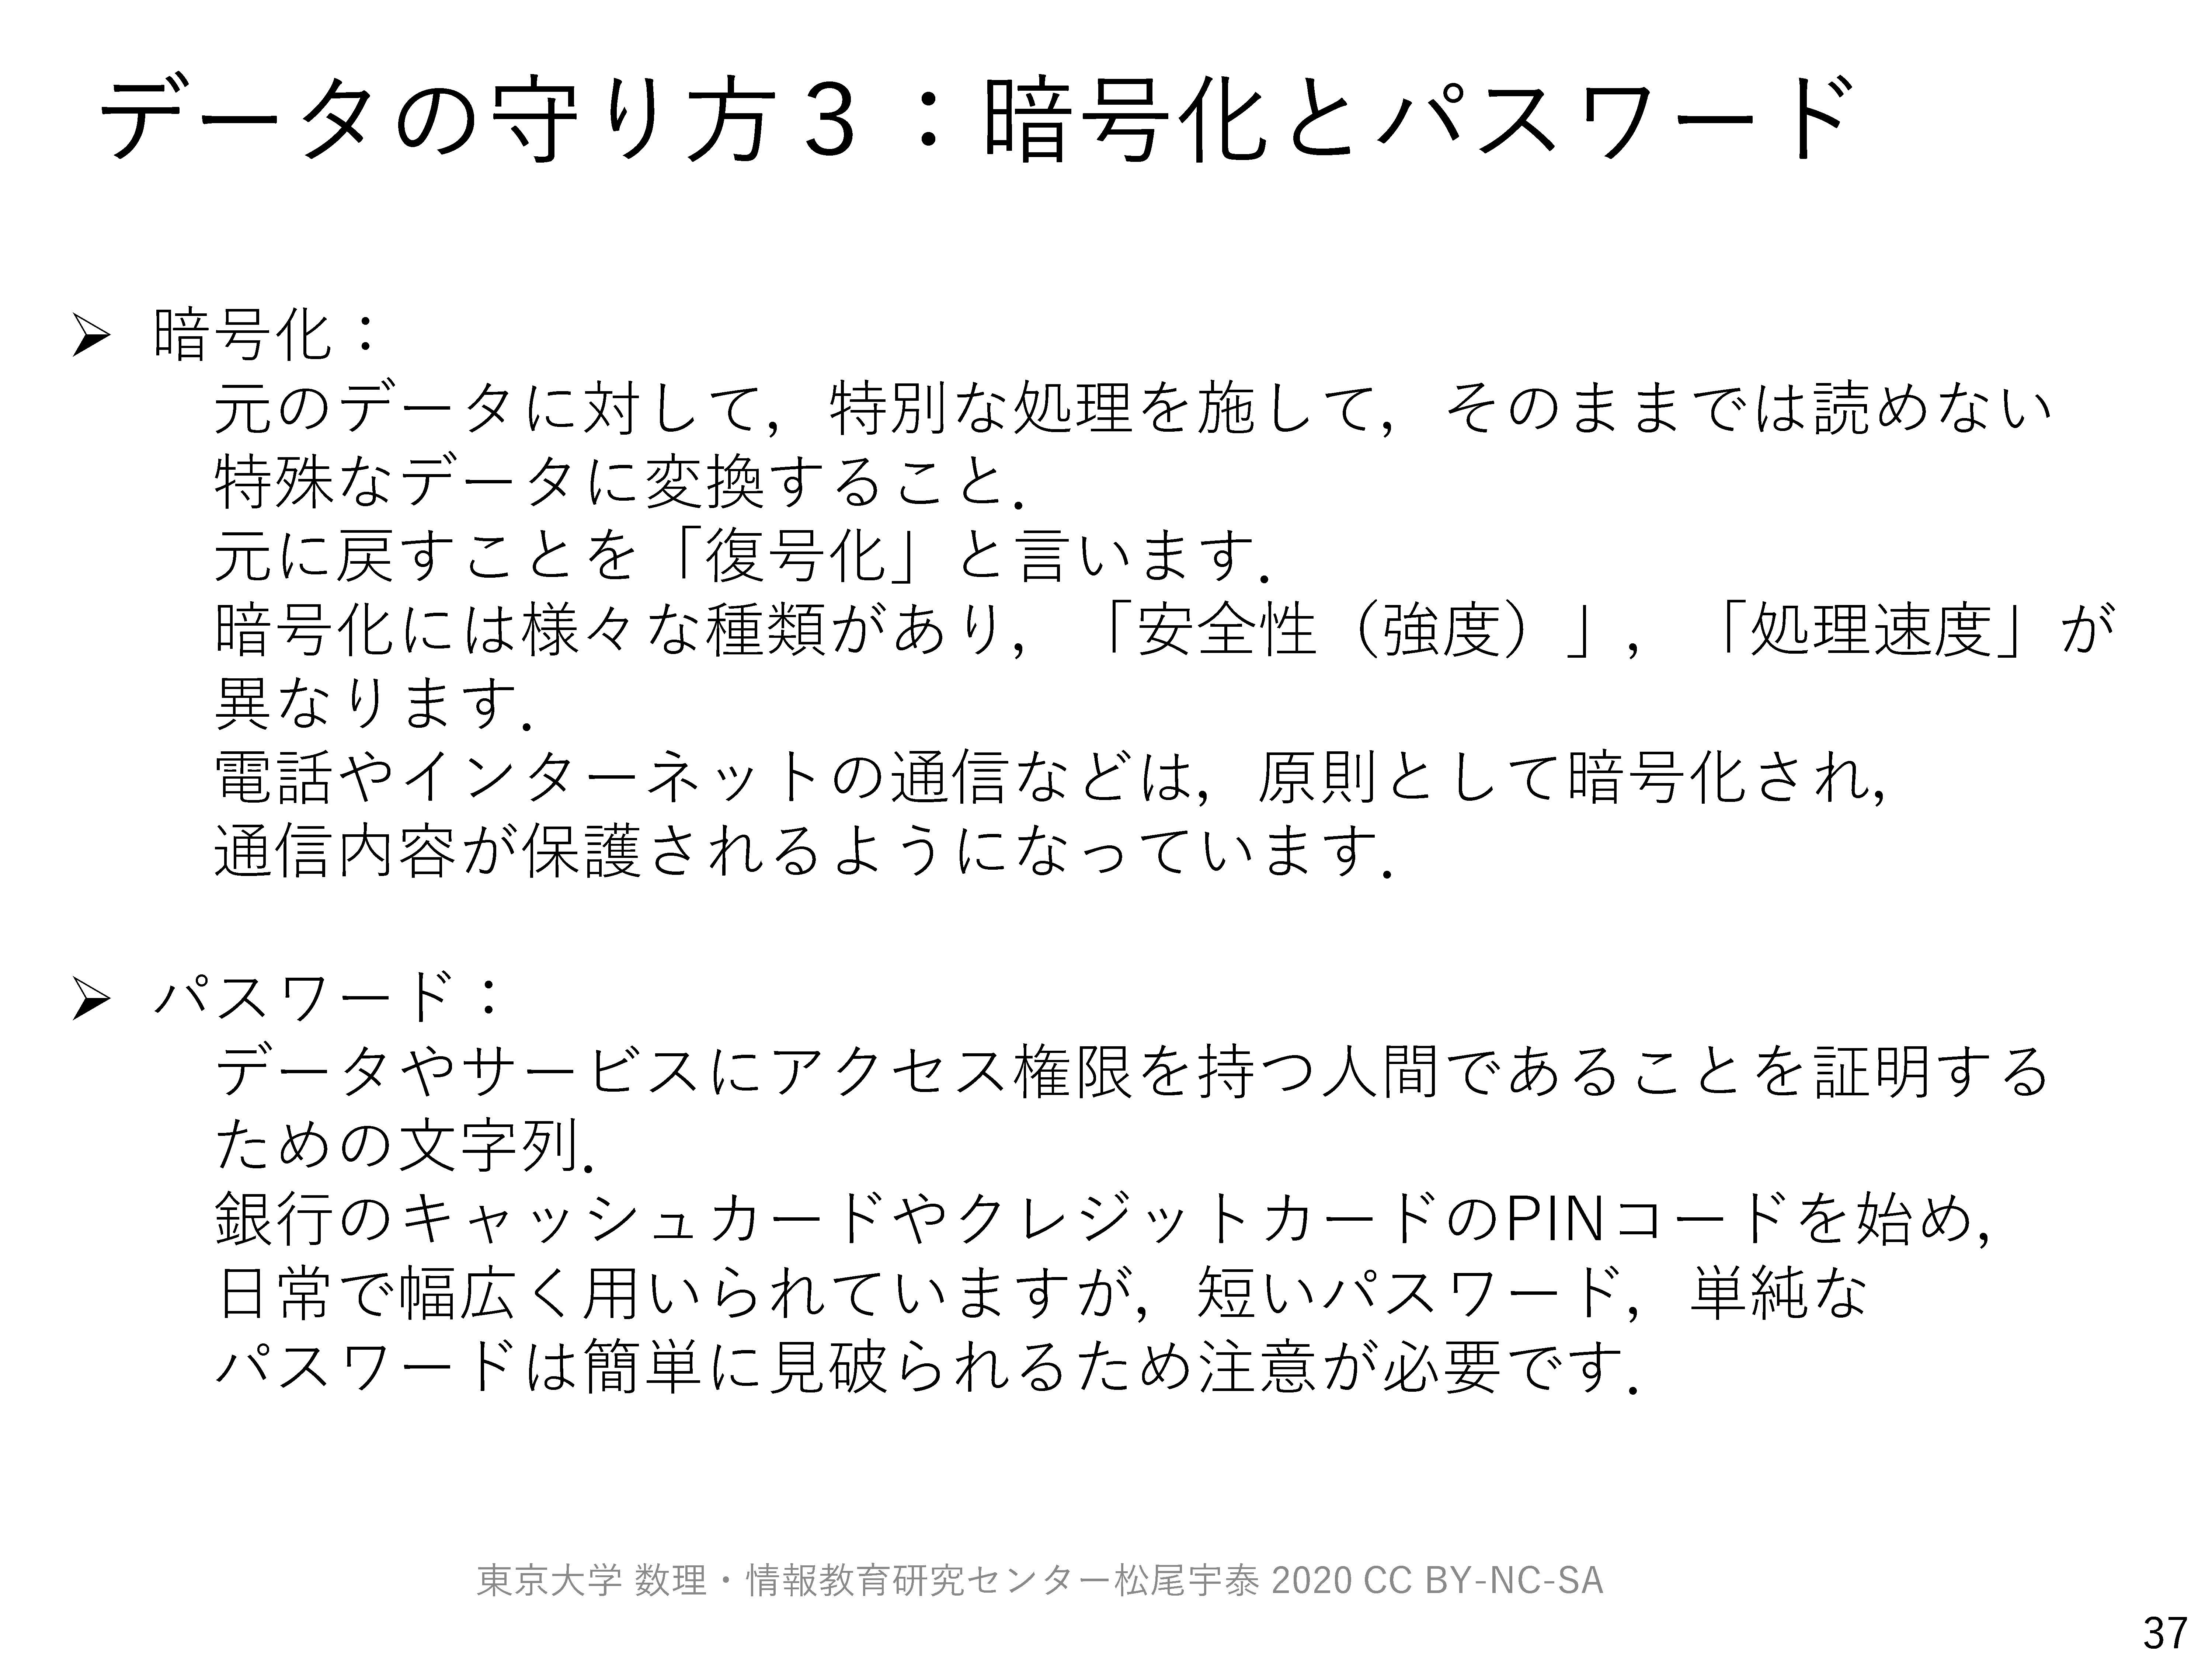 データの守り方３：暗号化とパスワード
➢ 暗号化：
元のデータに対して，特別な処理を施して，そのままでは読めない
特殊なデータに変換すること．
元に戻すことを「復号化」と言います．
暗号化には様々な種類があり，「安全性（強度）」，「処理速度」が
異なります．
電話やインターネットの通信などは，原則として暗号化され，
通信内容が保護されるようになっています．
➢ パスワード：
データやサービスにアクセス権限を持つ人間であることを証明する
ための文字列．
銀行のキャッシュカードやクレジットカードのPINコードを始め，
日常で幅広く用いられていますが，短いパスワード，単純な
パスワードは簡単に見破られるため注意が必要です．
東京大学 数理・情報教育研究センター松尾宇泰 2020 CC BY-NC-SA
37